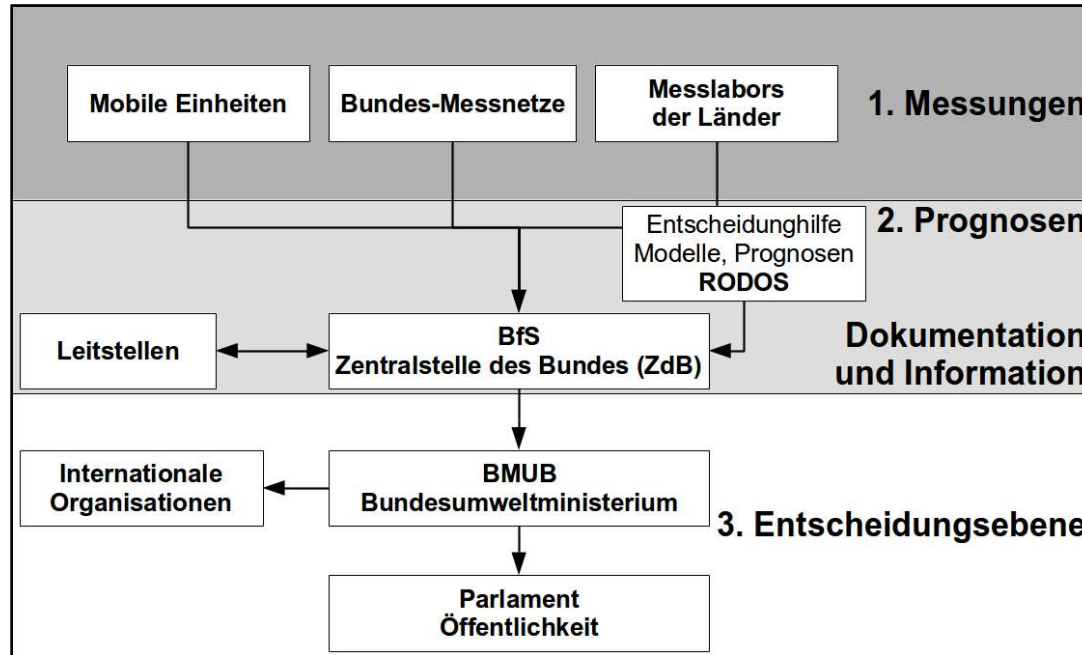 Mobile Einheiten
Bundes-Messnetze
Messlabors
der Länder
1. Messungen
2. Prognosen
Entscheidunghilfe
Modelle, Prognosen
RODOS
Leitstellen
BfS
Zentralstelle des Bundes (ZdB)
Dokumentation
und Information
Internationale
Organisationen
BMUB
Bundesumweltministerium
3. Entscheidungsebene
Parlament
Öffentlichkeit